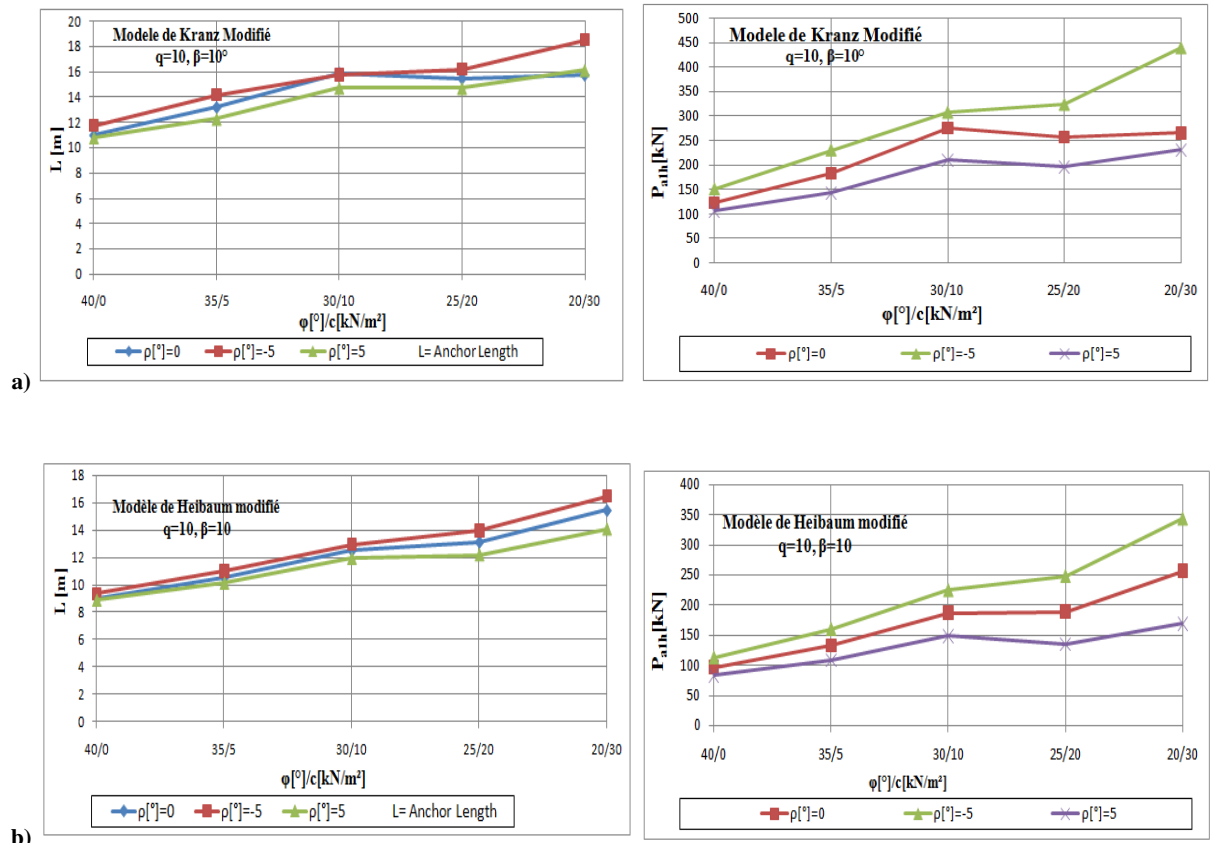 20
18
16
14
12
10
8
6
4
2
0
L [m]
Modele de Kranz Modifié
q=10, β=10°
40/0 35/5 30/10 25/20 20/30
φ[°]/c[kN/m²]
ρ[°]=0 ρ[°]=-5 ρ[°]=5 L= Anchor Length
500
450
400
350
300
250
200
150
100
50
0
Pₐₜₕ[kN]
Modele de Kranz Modifié
q=10, β=10°
40/0 35/5 30/10 25/20 20/30
φ[°]/c[kN/m²]
ρ[°]=0 ρ[°]=-5 ρ[°]=5
a)
18
16
14
12
10
8
6
4
2
0
L [m]
Modèle de Heibaum modifié
q=10, β=10
40/0 35/5 30/10 25/20 20/30
φ[°]/c[kN/m²]
ρ[°]=0 ρ[°]=-5 ρ[°]=5 L= Anchor Length
400
350
300
250
200
150
100
50
0
Pₐₜₕ[kN]
Modèle de Heibaum modifié
q=10, β=10
40/0 35/5 30/10 25/20 20/30
φ[°]/c[kN/m²]
ρ[°]=0 ρ[°]=-5 ρ[°]=5
b)